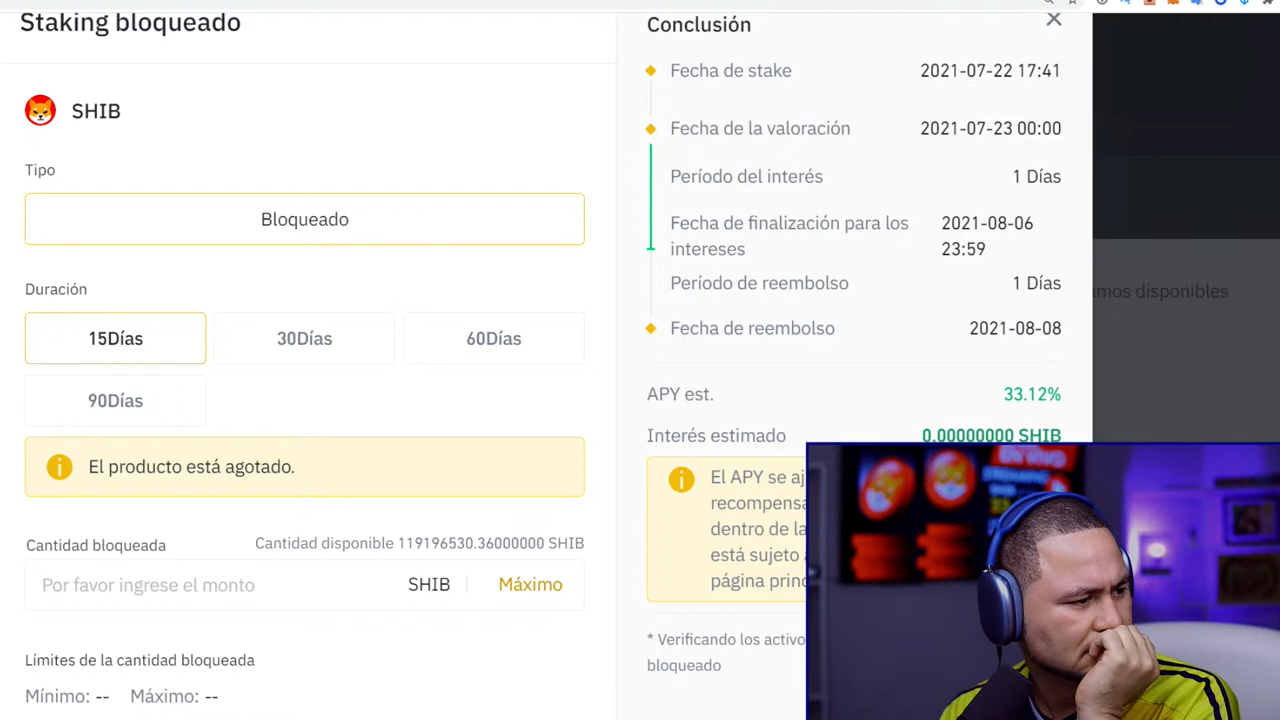 Staking bloqueado
SHIB
Tipo
Bloqueado
Duración
15Días
30Días
60Días
90Días
El producto está agotado.
Cantidad bloqueada
Cantidad disponible 119196530.36000000 SHIB
Por favor ingrese el monto
SHIB
Máximo
Límites de la cantidad bloqueada
Mínimo: -- Máximo: --
Conclusión
Fecha de stake 2021-07-22 17:41
Fecha de la valoración 2021-07-23 00:00
Período del interés 1 Días
Fecha de finalización para los 2021-08-06
intereses 23:59
Período de reembolso 1 Días
Fecha de reembolso 2021-08-08
APY est. 33.12%
Interés estimado 0.00000000 SHIB
El APY se aj
recompensa
dentro de la
está sujeto a
página princ
* Verificando los activo
bloqueado
mos disponibles
EN VIVO